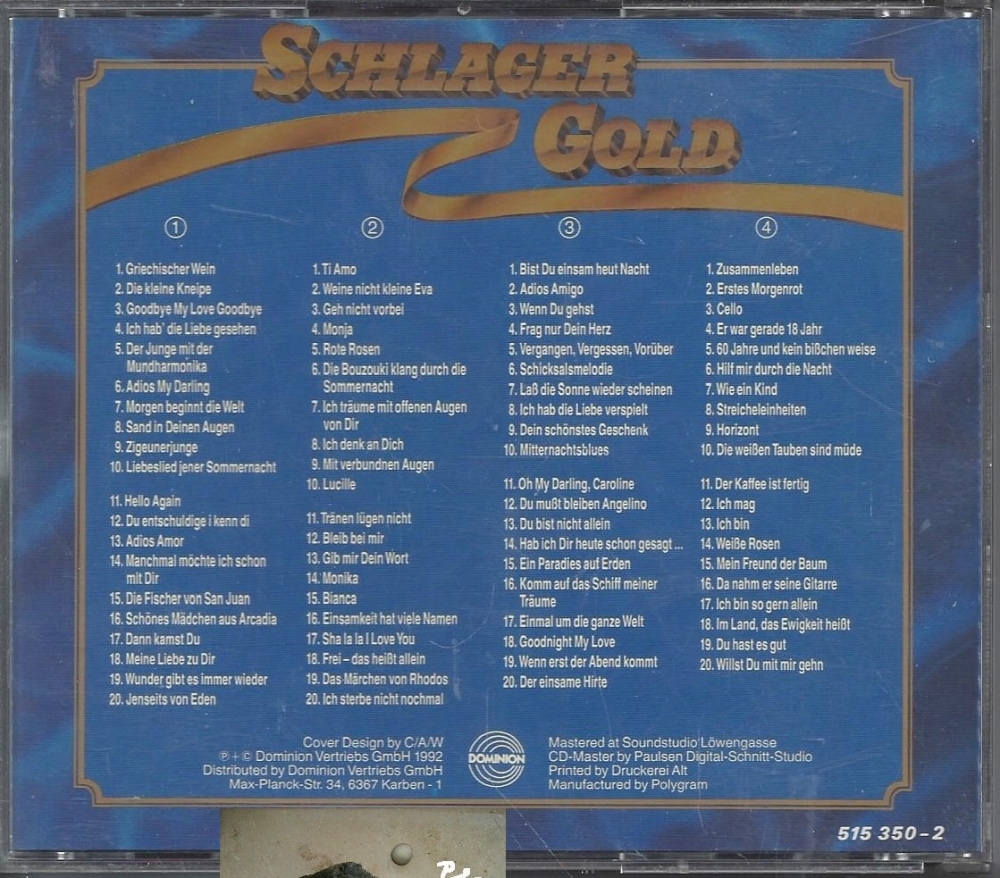 SCHLAGER
GOLD
1
1. Griechischer Wein
2. Die kleine Kneipe
3. Goodbye My Love Goodbye
4. Ich hab' die Liebe gesehen
5. Der Junge mit der
Mundharmonika
6. Adios My Darling
7. Morgen beginnt die Welt
8. Sand in Deinen Augen
9. Zigeunerjunge
10. Liebeslied jener Sommernacht
11. Hello Again
12. Du entschuldige i kenn di
13. Adios Amor
14. Manchmal möchte ich schon
mit Dir
15. Die Fischer von San Juan
16. Schönes Mädchen aus Arcadia
17. Dann kamst Du
18. Meine Liebe zu Dir
19. Wunder gibt es immer wieder
20. Jenseits von Eden
2
1. Ti Amo
2. Weine nicht kleine Eva
3. Geh nicht vorbei
4. Monja
5. Rote Rosen
6. Die Bouzouki klang durch die
Sommernacht
7. Ich träume mit offenen Augen
von Dir
8. Ich denk an Dich
9. Mit verbundnen Augen
10. Lucille
11. Tränen lügen nicht
12. Bleib bei mir
13. Gib mir Dein Wort
14. Monika
15. Bianca
16. Einsamkeit hat viele Namen
17. Sha la la I Love You
18. Frei – das heißt allein
19. Das Märchen von Rhodos
20. Ich sterbe nicht nochmal
3
1. Bist Du einsam heut Nacht
2. Adios Amigo
3. Wenn Du gehst
4. Frag nur Dein Herz
5. Vergangen, Vergessen, Vorüber
6. Schicksalsmelodie
7. Laß die Sonne wieder scheinen
8. Ich hab die Liebe verspielt
9. Dein schönstes Geschenk
10. Mitternachtsblues
11. Oh My Darling, Caroline
12. Du mußt bleiben Angelino
13. Du bist nicht allein
14. Hab ich Dir heute schon gesagt ...
15. Ein Paradies auf Erden
16. Komm auf das Schiff meiner
Träume
17. Einmal um die ganze Welt
18. Goodnight My Love
19. Wenn erst der Abend kommt
20. Der einsame Hirte
4
1. Zusammenleben
2. Erstes Morgenrot
3. Cello
4. Er war gerade 18 Jahr
5. 60 Jahre und kein bißchen weise
6. Hilf mir durch die Nacht
7. Wie ein Kind
8. Streicheleinheiten
9. Horizont
10. Die weißen Tauben sind müde
11. Der Kaffee ist fertig
12. Ich mag
13. Ich bin
14. Weiße Rosen
15. Mein Freund der Baum
16. Da nahm er seine Gitarre
17. Ich bin so gern allein
18. Im Land, das Ewigkeit heißt
19. Du hast es gut
20. Willst Du mit mir gehn
Cover Design by C/A/W
℗+© Dominion Vertriebs GmbH 1992
Distributed by Dominion Vertriebs GmbH
Max-Planck-Str. 34, 6367 Karben - 1
DOMINION
Mastered at Soundstudio Löwengasse
CD-Master by Paulsen Digital-Schnitt-Studio
Printed by Druckerei Alt
Manufactured by Polygram
515 350-2